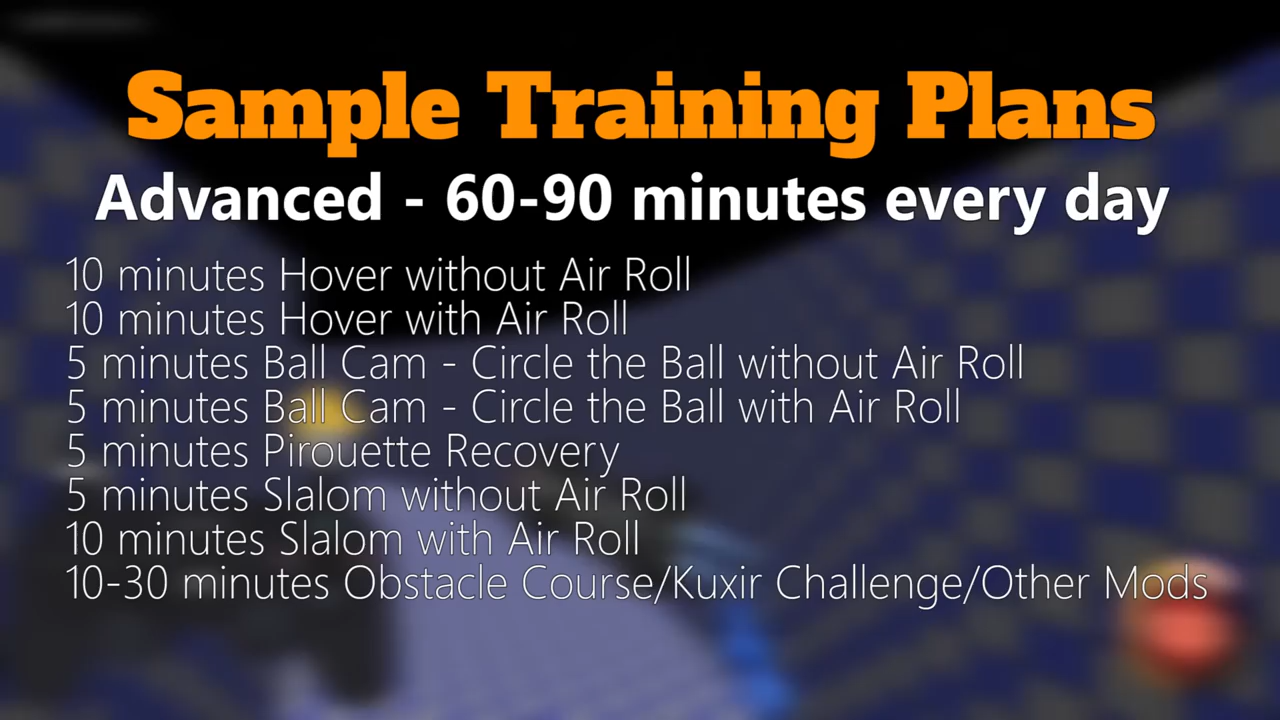 Sample Training Plans
Advanced - 60-90 minutes every day
10 minutes Hover without Air Roll
10 minutes Hover with Air Roll
5 minutes Ball Cam - Circle the Ball without Air Roll
5 minutes Ball Cam - Circle the Ball with Air Roll
5 minutes Pirouette Recovery
5 minutes Slalom without Air Roll
10 minutes Slalom with Air Roll
10-30 minutes Obstacle Course/Kuxir Challenge/Other Mods